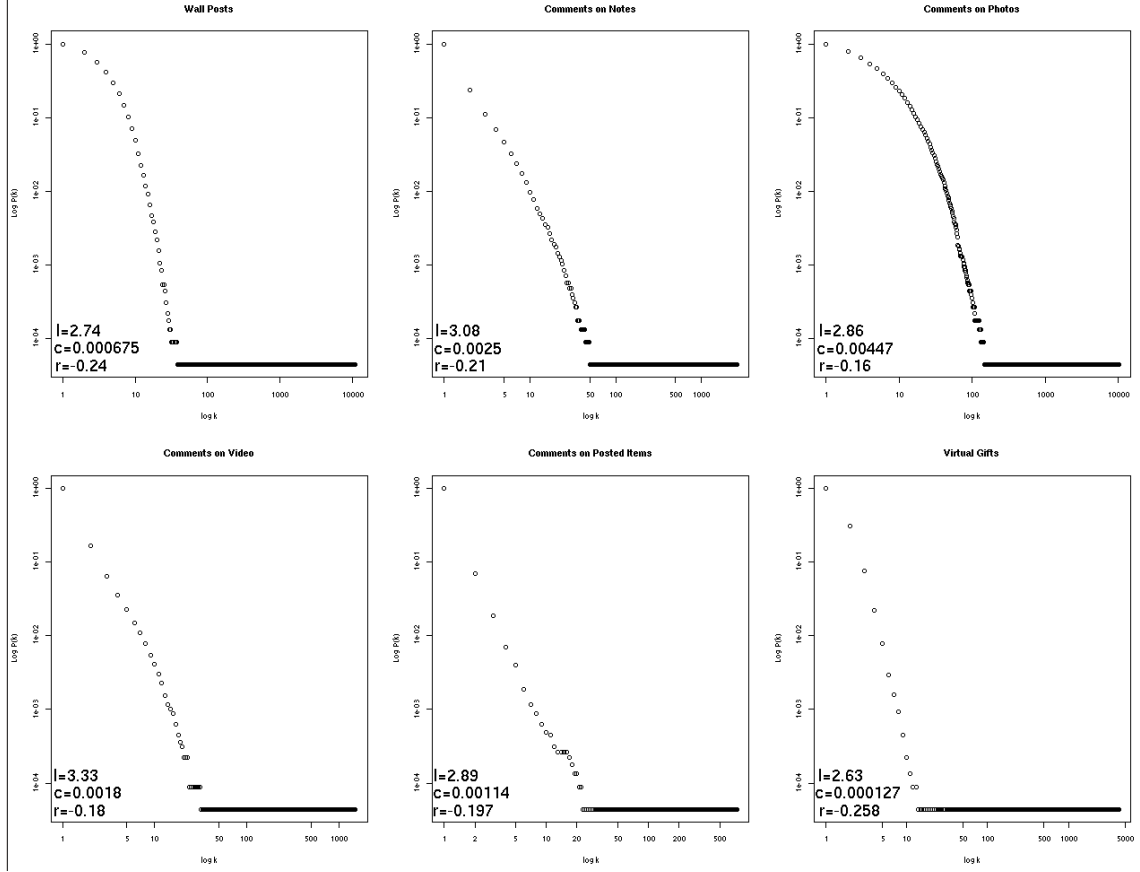 Wall Posts
Log P(k)
1e+00
1e-01
1e-02
1e-03
1e-04
l=2.74
c=0.000675
r=-0.24
1 10 100 1000 10000
log k
Comments on Notes
1e+00
1e-01
1e-02
1e-03
1e-04
l=3.08
c=0.0025
r=-0.21
1 5 10 50 100 500 1000
log k
Comments on Photos
Log P(k)
1e+00
1e-01
1e-02
1e-03
1e-04
l=2.86
c=0.00447
r=-0.16
1 10 100 1000 10000
log k
Comments on Video
Log P(k)
1e+00
1e-01
1e-02
1e-03
1e-04
l=3.33
c=0.0018
r=-0.18
1 5 10 50 100 500 1000
log k
Comments on Posted Items
Log P(k)
1e+00
1e-01
1e-02
1e-03
1e-04
l=2.89
c=0.00114
r=-0.197
1 2 5 10 20 50 100 200 500
log k
Virtual Gifts
Log P(k)
1e+00
1e-01
1e-02
1e-03
1e-04
l=2.63
c=0.000127
r=-0.258
1 5 10 50 100 500 1000 5000
log k